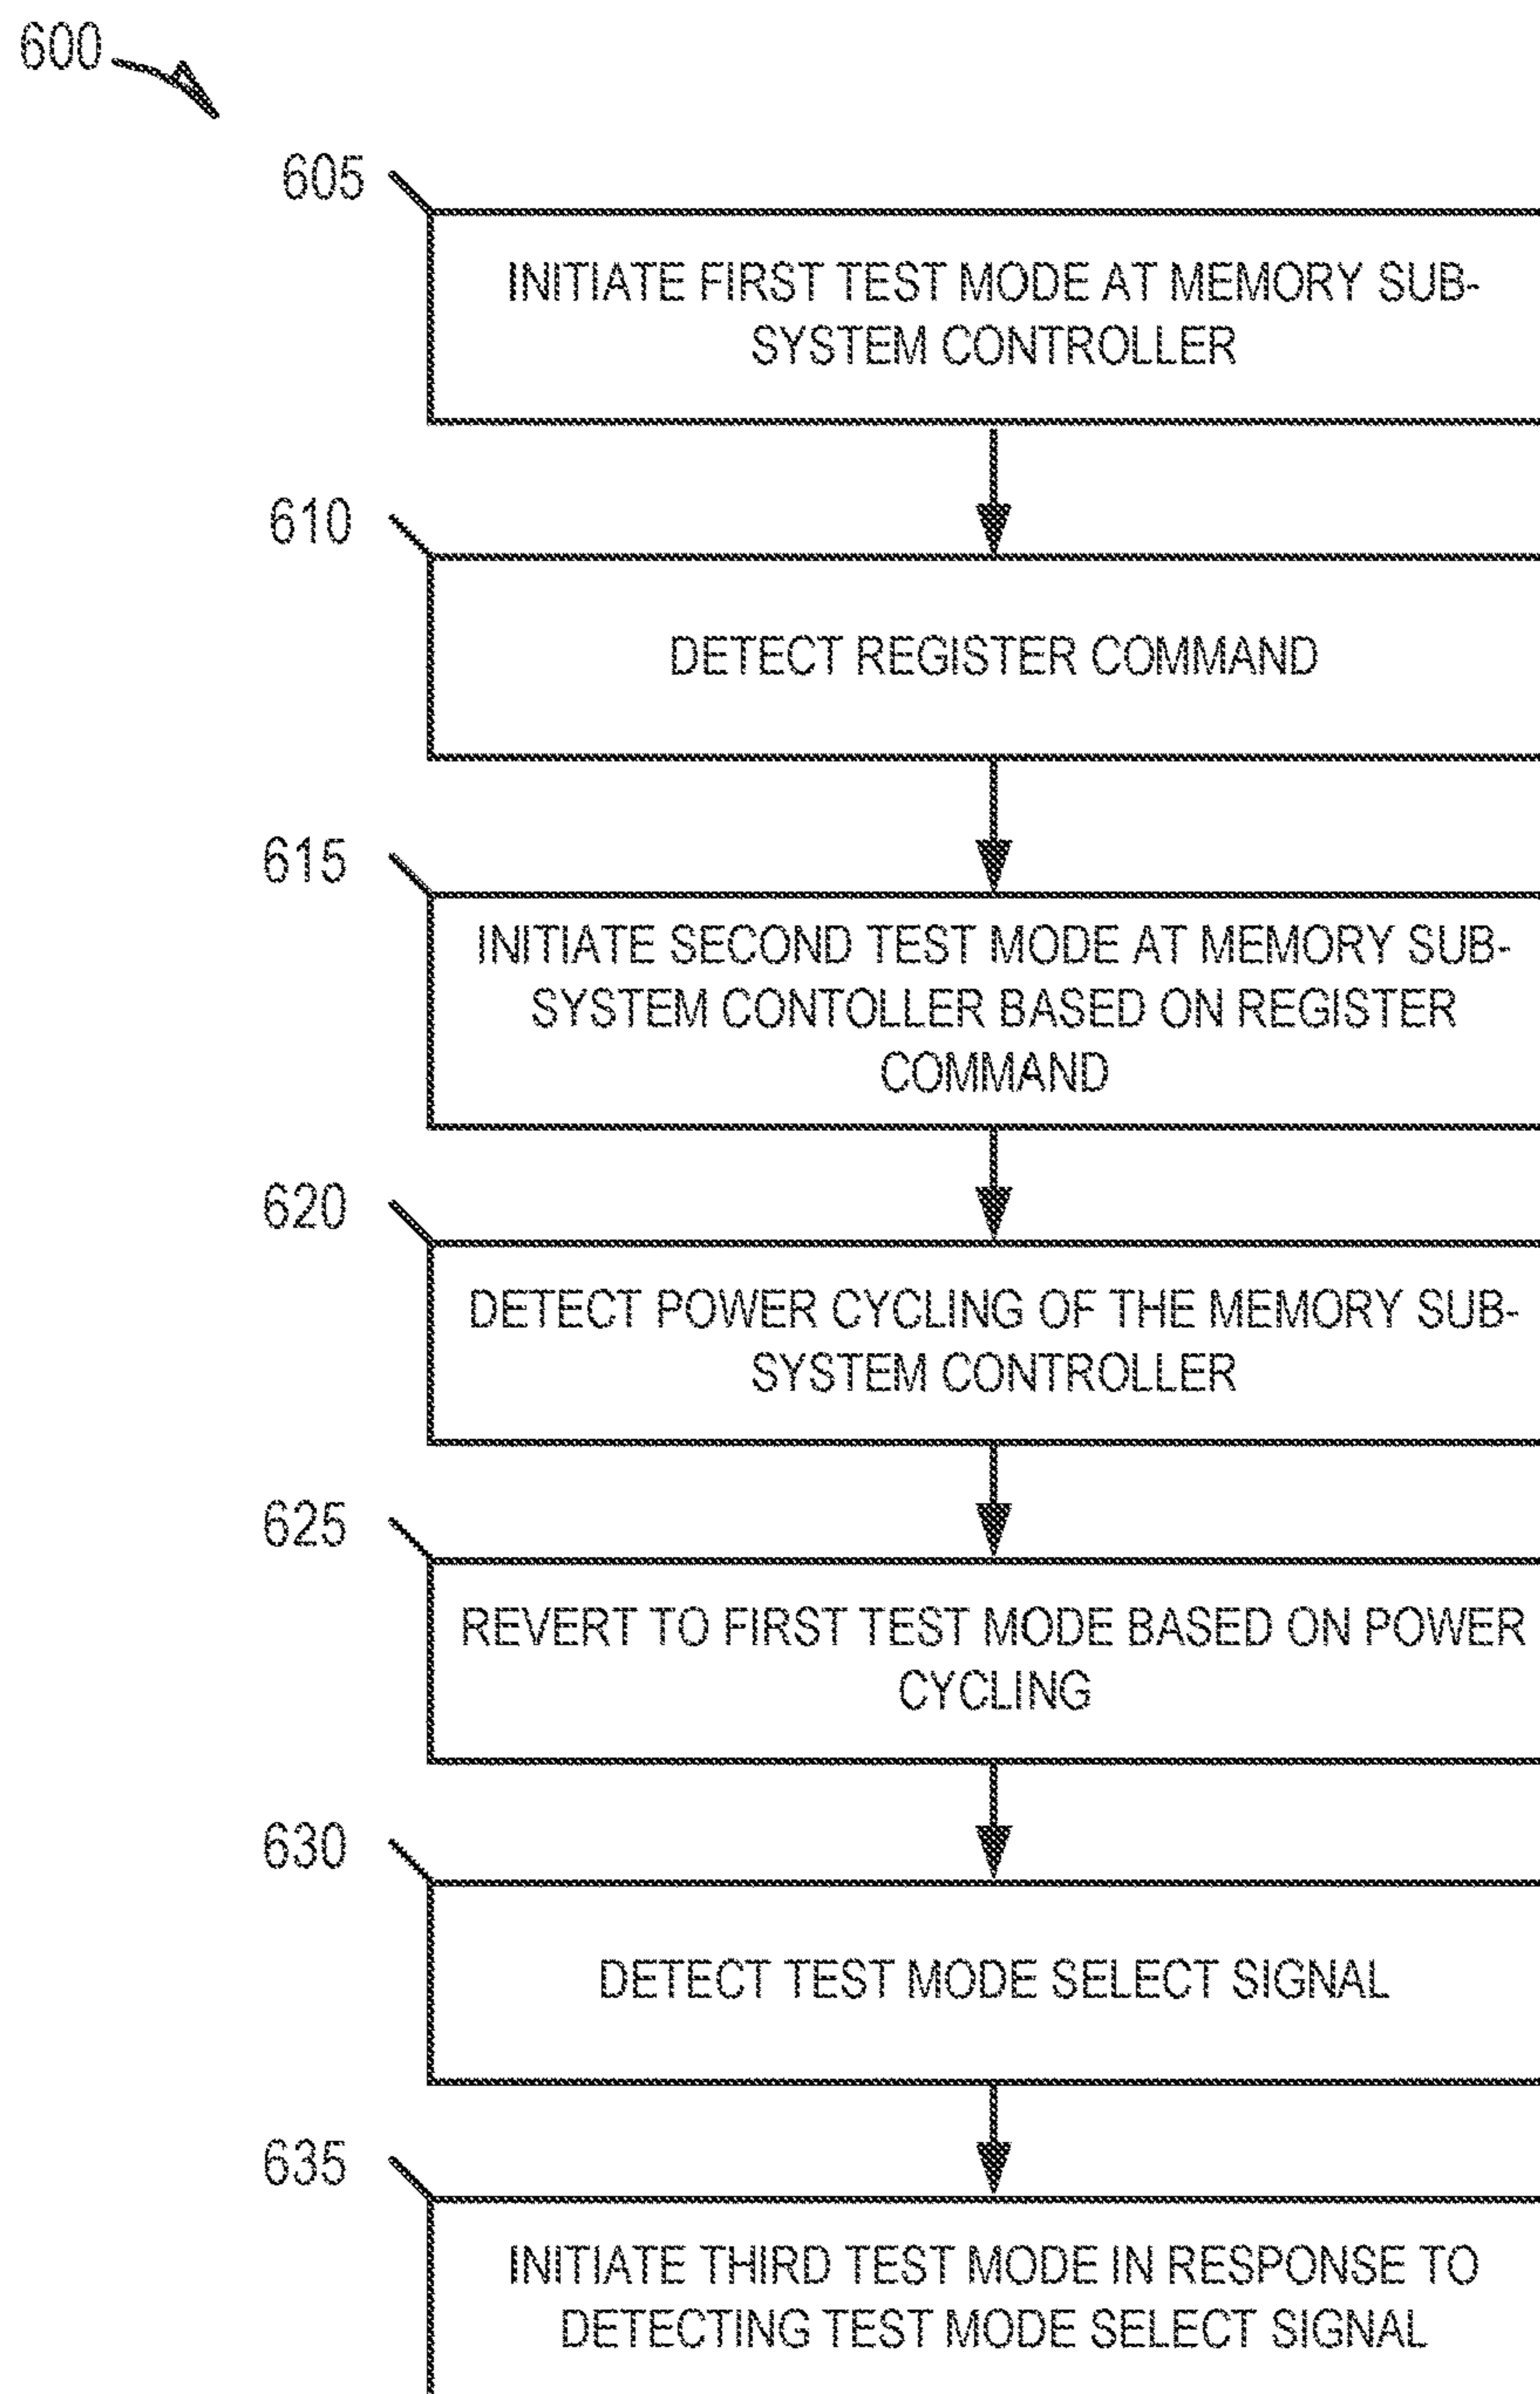 600
605
INITIATE FIRST TEST MODE AT MEMORY SUB-
SYSTEM CONTROLLER
610
DETECT REGISTER COMMAND
615
INITIATE SECOND TEST MODE AT MEMORY SUB-
SYSTEM CONTOLLER BASED ON REGISTER
COMMAND
620
DETECT POWER CYCLING OF THE MEMORY SUB-
SYSTEM CONTROLLER
625
REVERT TO FIRST TEST MODE BASED ON POWER
CYCLING
630
DETECT TEST MODE SELECT SIGNAL
635
INITIATE THIRD TEST MODE IN RESPONSE TO
DETECTING TEST MODE SELECT SIGNAL